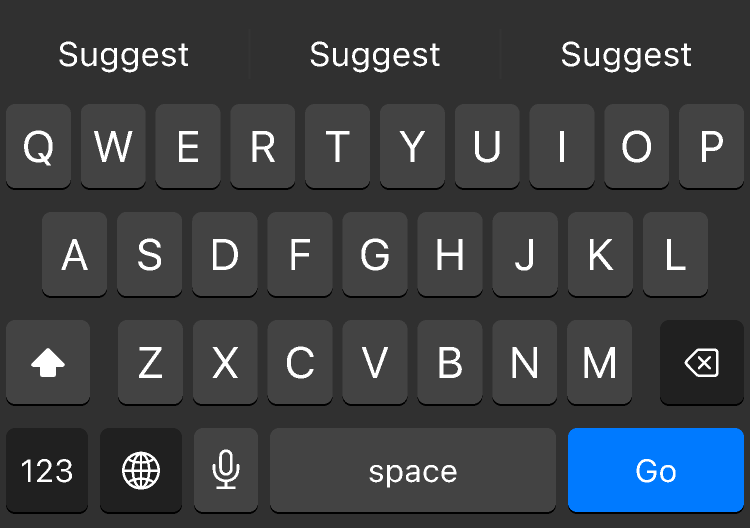 Suggest Suggest Suggest
Q W E R T Y U I O P
A S D F G H J K L
Z X C V B N M
123 space Go